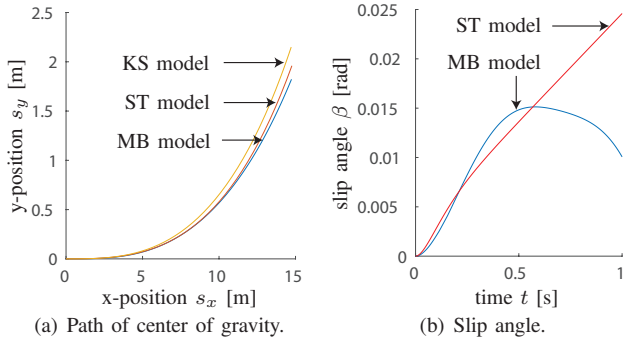 KS model
ST model
MB model
y-position s_y [m]
2.5
2
1.5
1
0.5
0
0
5
10
15
x-position s_x [m]
(a) Path of center of gravity.
ST model
MB model
slip angle β [rad]
0.025
0.02
0.015
0.01
0.005
0
0
0.5
1
time t [s]
(b) Slip angle.